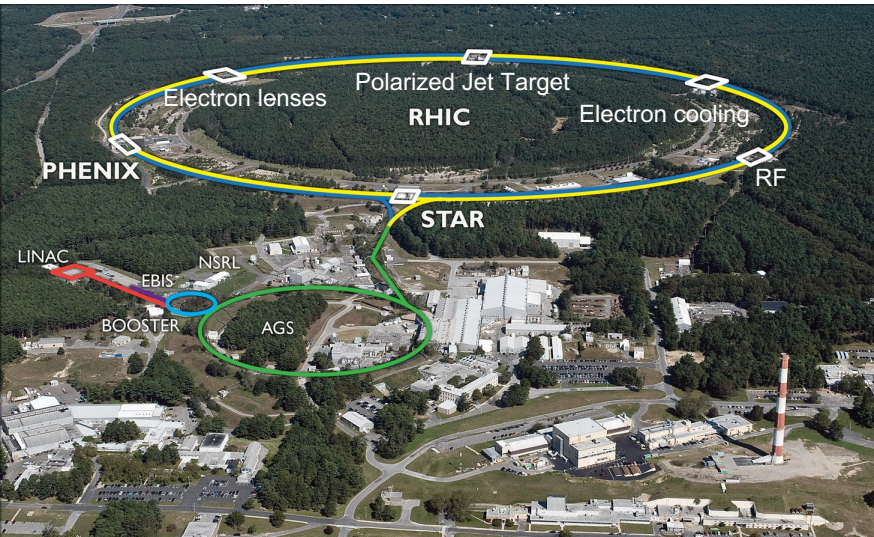 Electron lenses
Polarized Jet Target
RHIC
Electron cooling
PHENIX
RF
STAR
LINAC
EBIS
NSRL
BOOSTER
AGS